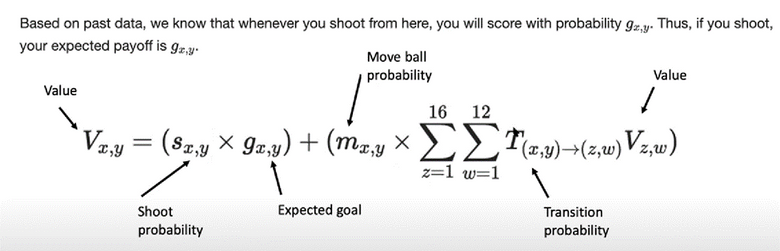 Based on past data, we know that whenever you shoot from here, you will score with probability g_{x,y}. Thus, if you shoot,
your expected payoff is g_{x,y}.
Move ball
probability
Value
Value
V_{x,y} = (s_{x,y} × g_{x,y}) + (m_{x,y} × ∑_{z=1}^{16} ∑_{w=1}^{12} T_{(x,y)→(z,w)} V_{z,w})
Shoot
probability
Expected goal
Transition
probability